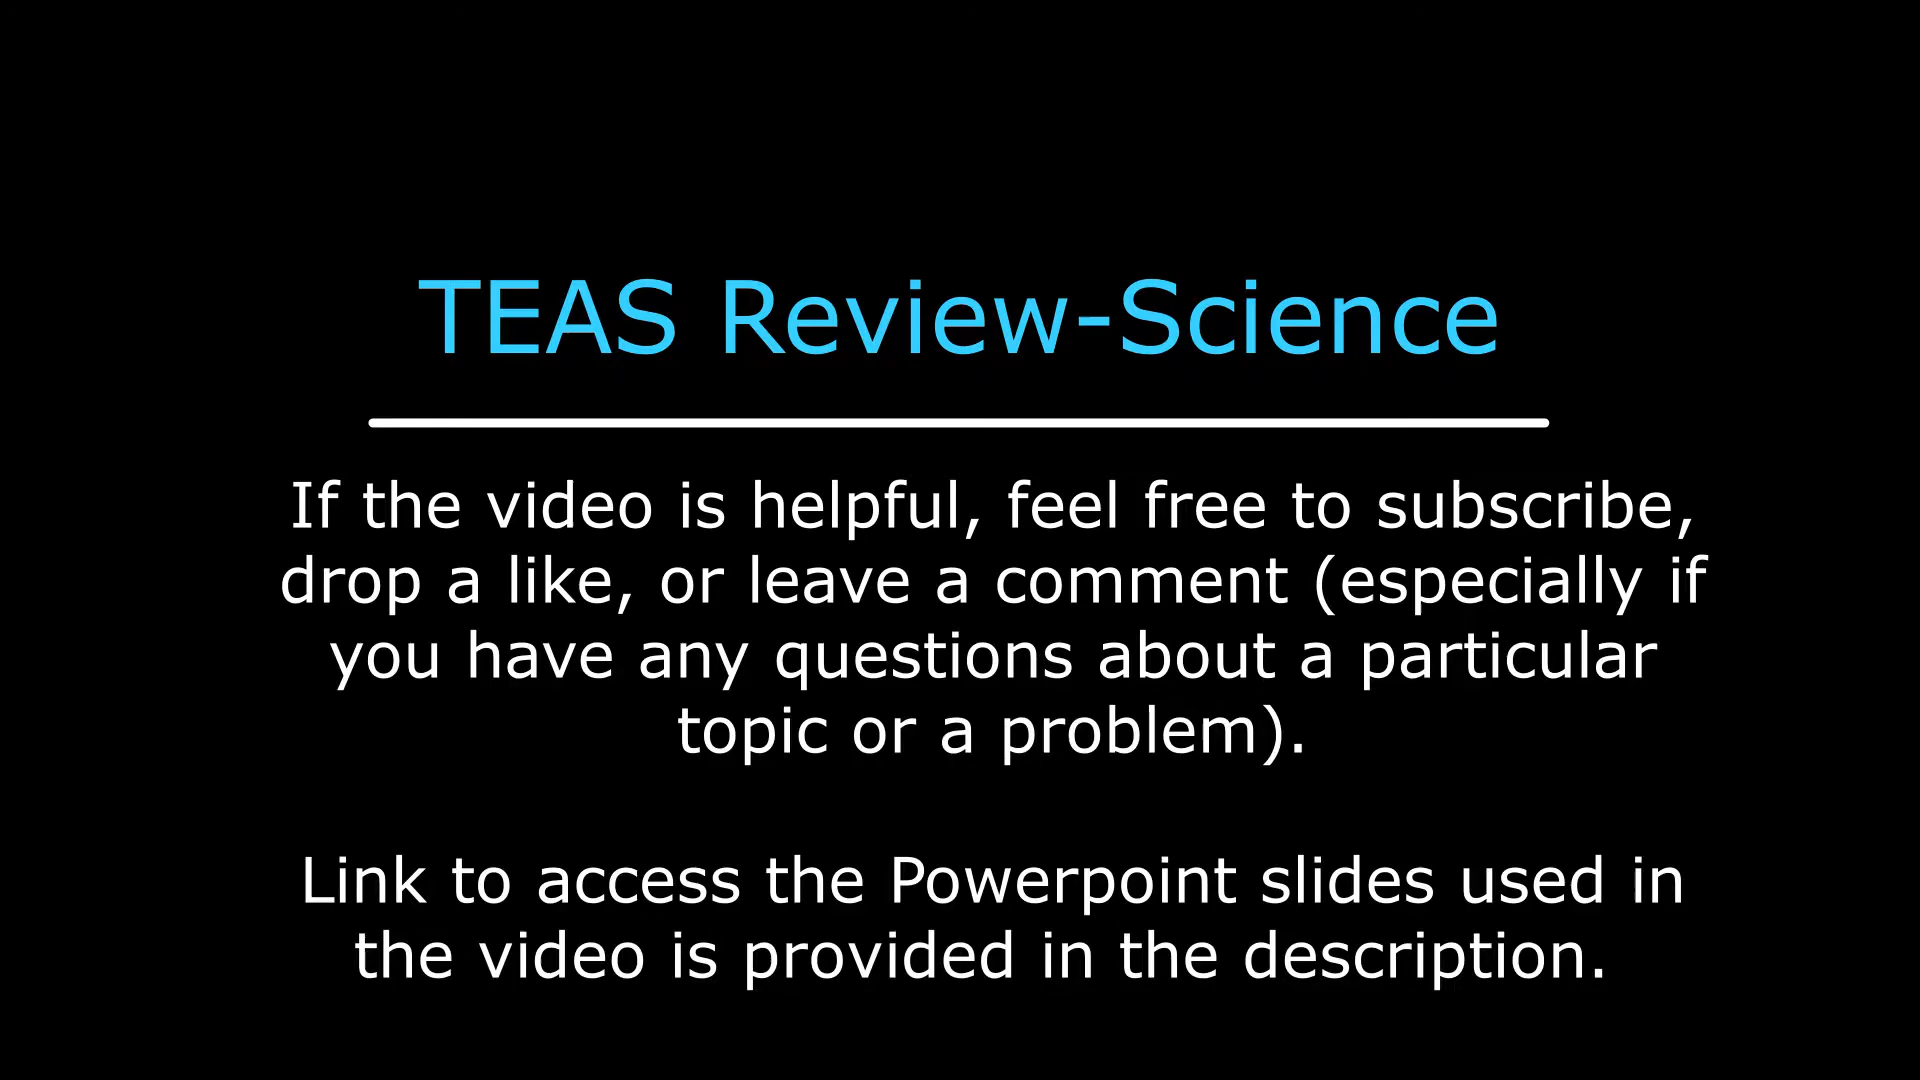 TEAS Review-Science
If the video is helpful, feel free to subscribe,
drop a like, or leave a comment (especially if
you have any questions about a particular
topic or a problem).
Link to access the Powerpoint slides used in
the video is provided in the description.